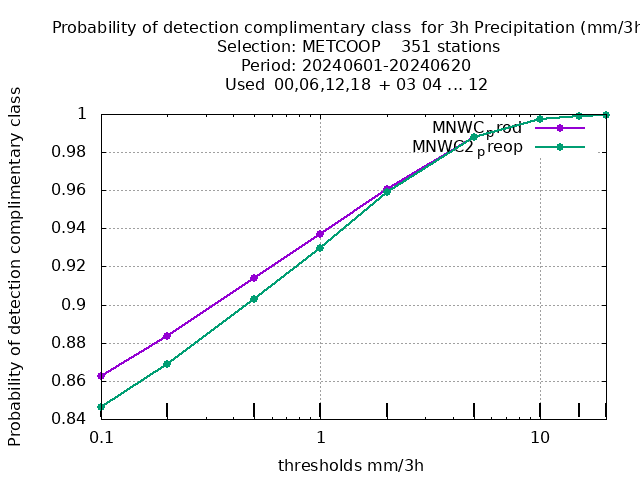 Probability of detection complimentary class  for 3h Precipitation (mm/3h
Selection: METCOOP    351 stations
Period: 20240601-20240620
Used  00,06,12,18  + 03 04 ... 12
Probability of detection complimentary class
1
0.98
0.96
0.94
0.92
0.9
0.88
0.86
0.84
MNWC_prod
MNWC2_preop
0.1
1
10
thresholds mm/3h